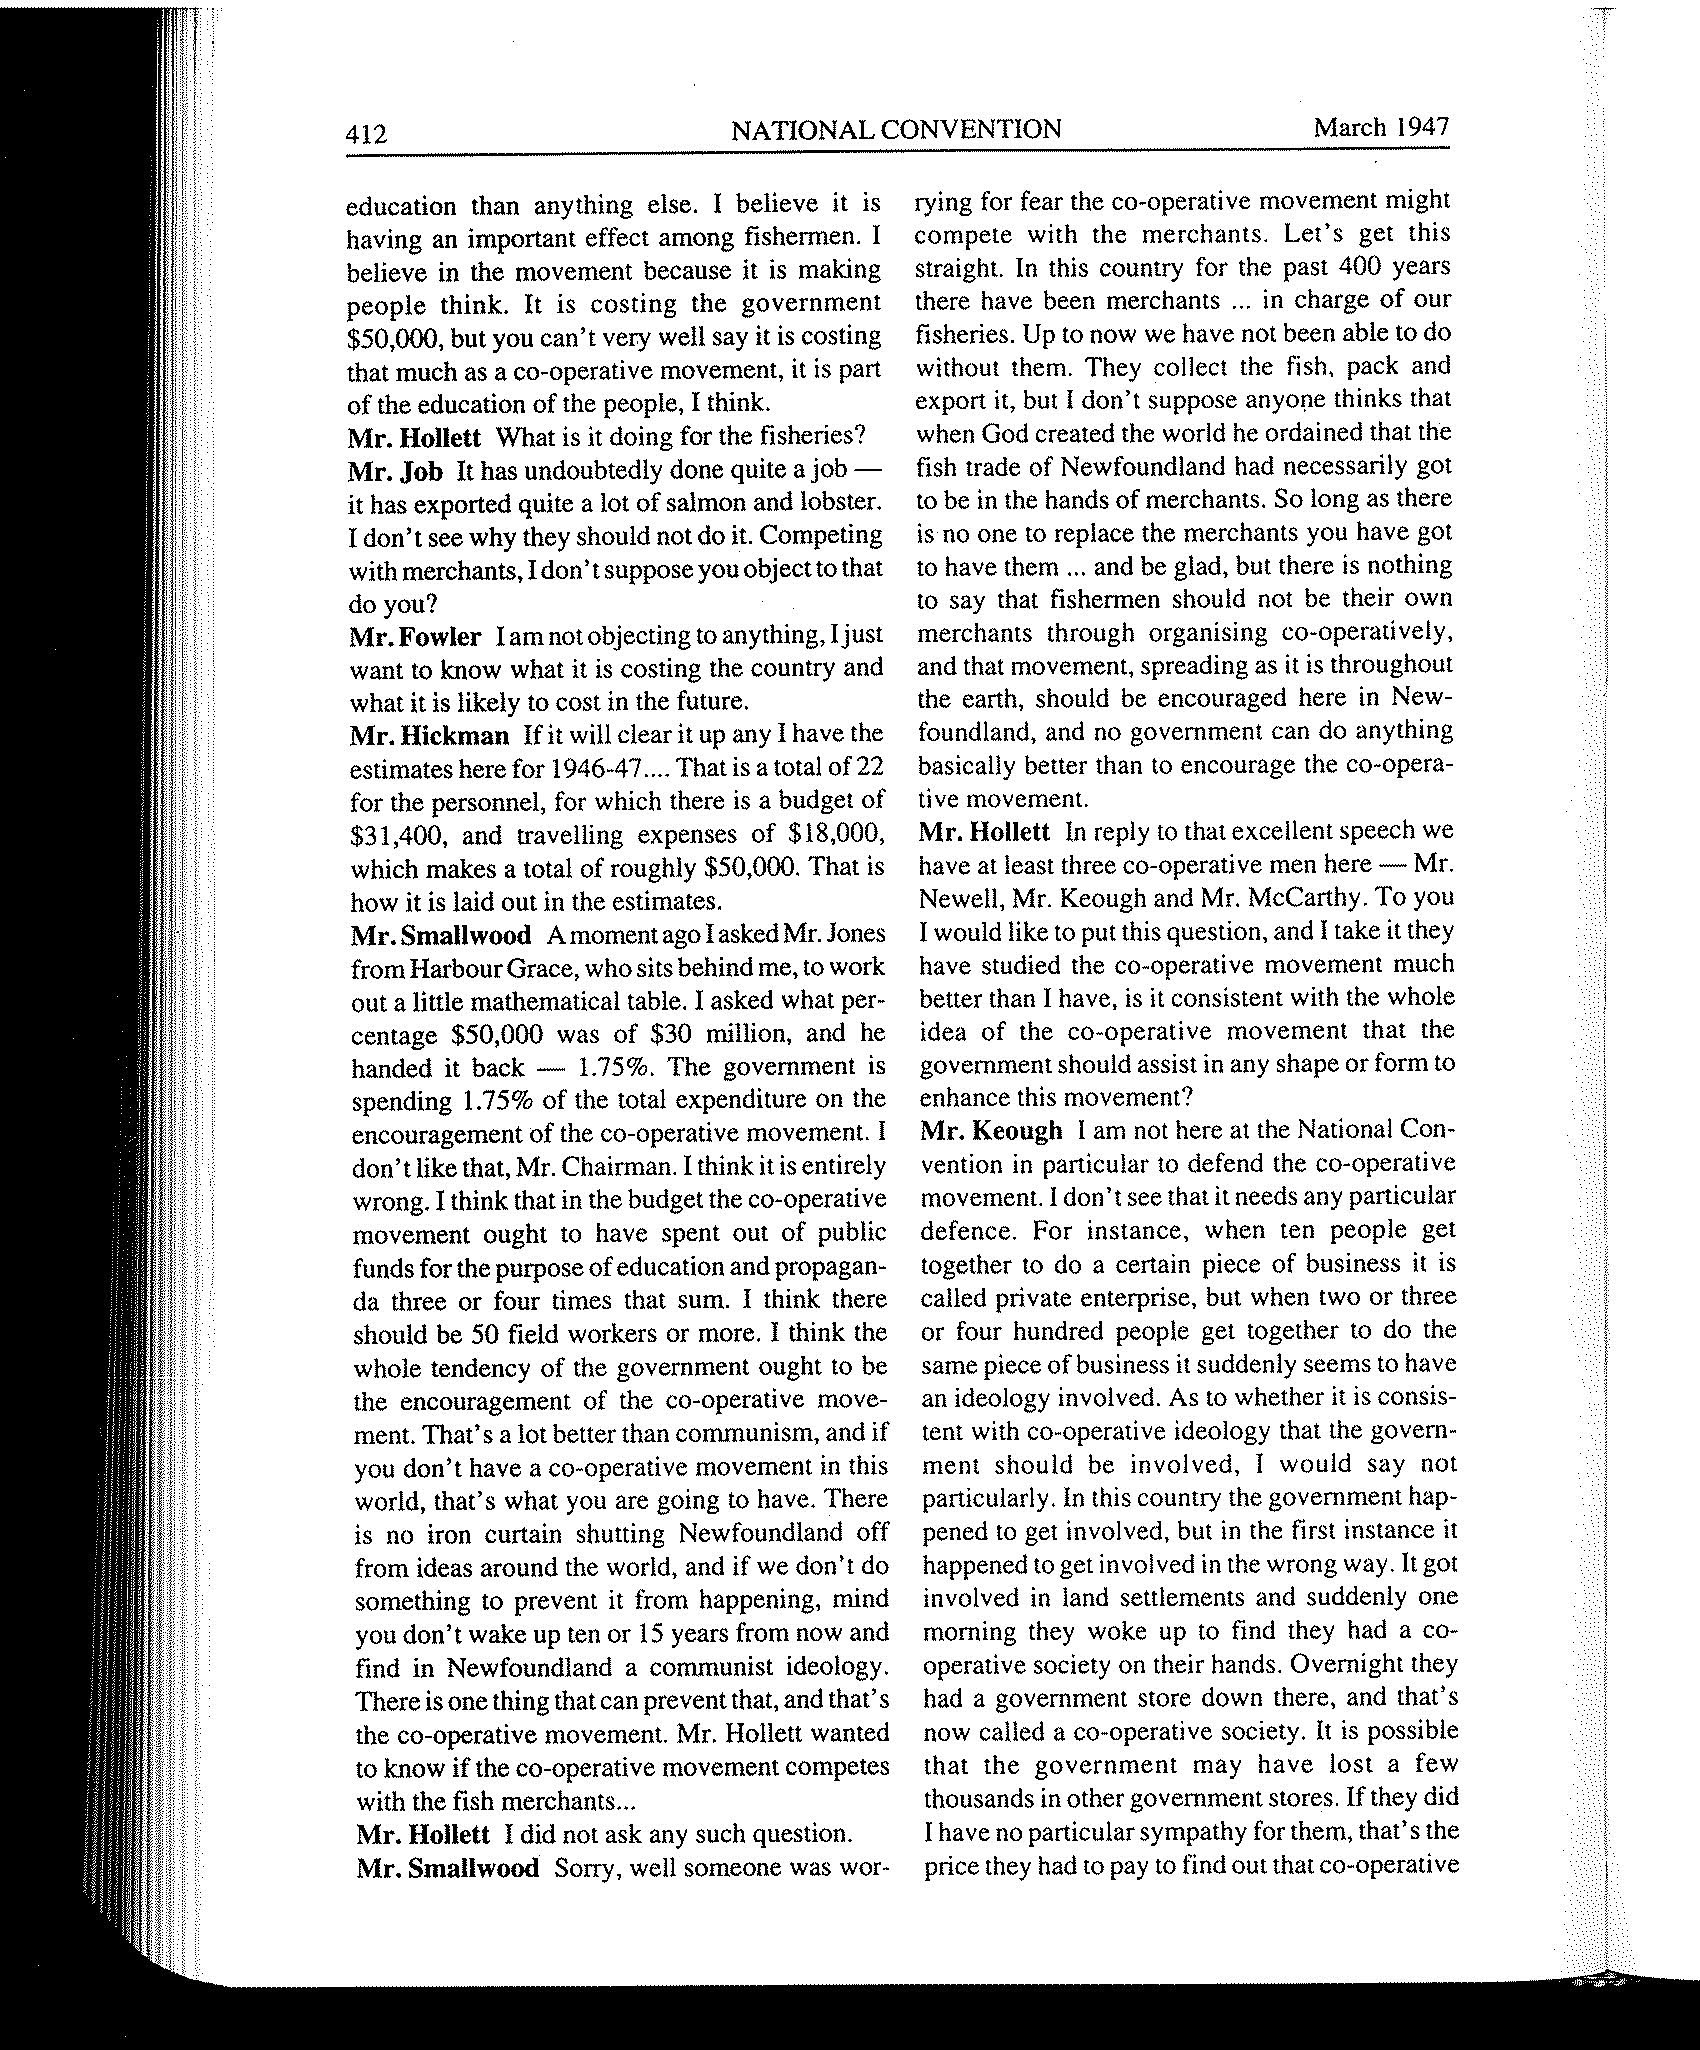 412
NATIONAL CONVENTION
March 1947
education than anything else. I believe it is
having an important effect among fishermen. I
believe in the movement because it is making
people think. It is costing the government
$50,000, but you can't very well say it is costing
that much as a co-operative movement, it is part
of the education of the people, I think.
Mr. Hollett What is it doing for the fisheries?
Mr. Job It has undoubtedly done quite a job —
it has exported quite a lot of salmon and lobster.
I don't see why they should not do it. Competing
with merchants, I don't suppose you object to that
do you?
Mr. Fowler I am not objecting to anything, I just
want to know what it is costing the country and
what it is likely to cost in the future.
Mr. Hickman If it will clear it up any I have the
estimates here for 1946-47.... That is a total of 22
for the personnel, for which there is a budget of
$31,400, and travelling expenses of $18,000,
which makes a total of roughly $50,000. That is
how it is laid out in the estimates.
Mr. Smallwood A moment ago I asked Mr. Jones
from Harbour Grace, who sits behind me, to work
out a little mathematical table. I asked what per-
centage $50,000 was of $30 million, and he
handed it back — 1.75%. The government is
spending 1.75% of the total expenditure on the
encouragement of the co-operative movement. I
don't like that, Mr. Chairman. I think it is entirely
wrong. I think that in the budget the co-operative
movement ought to have spent out of public
funds for the purpose of education and propagan-
da three or four times that sum. I think there
should be 50 field workers or more. I think the
whole tendency of the government ought to be
the encouragement of the co-operative move-
ment. That's a lot better than communism, and if
you don't have a co-operative movement in this
world, that's what you are going to have. There
is no iron curtain shutting Newfoundland off
from ideas around the world, and if we don't do
something to prevent it from happening, mind
you don't wake up ten or 15 years from now and
find in Newfoundland a communist ideology.
There is one thing that can prevent that, and that's
the co-operative movement. Mr. Hollett wanted
to know if the co-operative movement competes
with the fish merchants...
Mr. Hollett I did not ask any such question.
Mr. Smallwood Sorry, well someone was wor-
rying for fear the co-operative movement might
compete with the merchants. Let's get this
straight. In this country for the past 400 years
there have been merchants ... in charge of our
fisheries. Up to now we have not been able to do
without them. They collect the fish, pack and
export it, but I don't suppose anyone thinks that
when God created the world he ordained that the
fish trade of Newfoundland had necessarily got
to be in the hands of merchants. So long as there
is no one to replace the merchants you have got
to have them ... and be glad, but there is nothing
to say that fishermen should not be their own
merchants through organising co-operatively,
and that movement, spreading as it is throughout
the earth, should be encouraged here in New-
foundland, and no government can do anything
basically better than to encourage the co-opera-
tive movement.
Mr. Hollett In reply to that excellent speech we
have at least three co-operative men here — Mr.
Newell, Mr. Keough and Mr. McCarthy. To you
I would like to put this question, and I take it they
have studied the co-operative movement much
better than I have, is it consistent with the whole
idea of the co-operative movement that the
government should assist in any shape or form to
enhance this movement?
Mr. Keough I am not here at the National Con-
vention in particular to defend the co-operative
movement. I don't see that it needs any particular
defence. For instance, when ten people get
together to do a certain piece of business it is
called private enterprise, but when two or three
or four hundred people get together to do the
same piece of business it suddenly seems to have
an ideology involved. As to whether it is consis-
tent with co-operative ideology that the govern-
ment should be involved, I would say not
particularly. In this country the government hap-
pened to get involved, but in the first instance it
happened to get involved in the wrong way. It got
involved in land settlements and suddenly one
morning they woke up to find they had a co-
operative society on their hands. Overnight they
had a government store down there, and that's
now called a co-operative society. It is possible
that the government may have lost a few
thousands in other government stores. If they did
I have no particular sympathy for them, that's the
price they had to pay to find out that co-operative